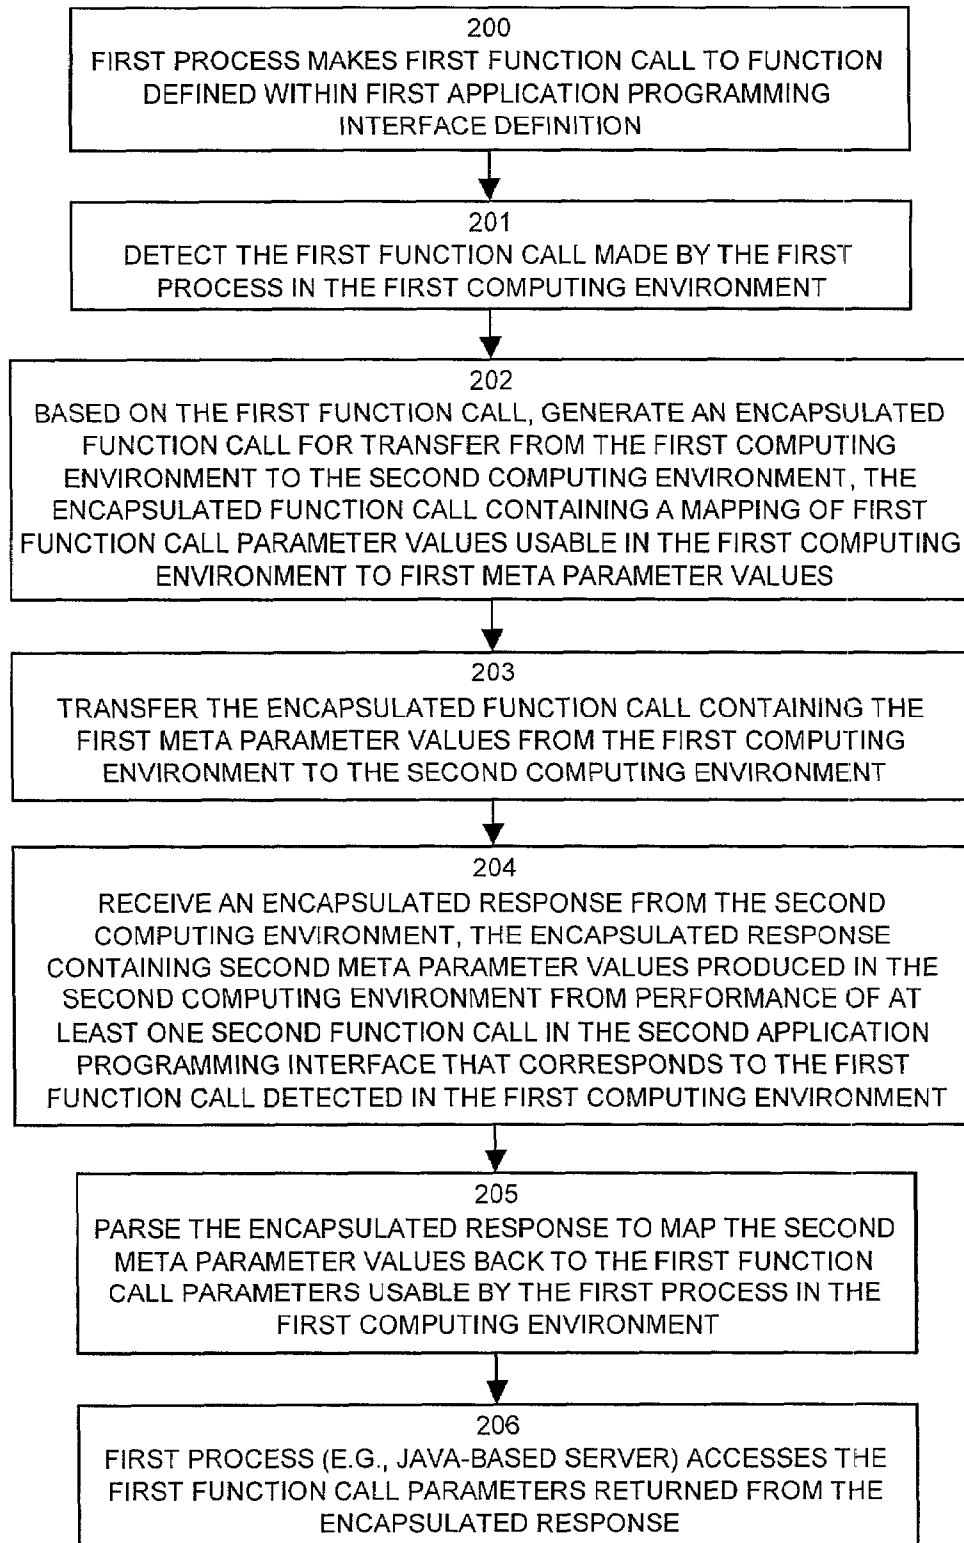 200
FIRST PROCESS MAKES FIRST FUNCTION CALL TO FUNCTION
DEFINED WITHIN FIRST APPLICATION PROGRAMMING
INTERFACE DEFINITION
201
DETECT THE FIRST FUNCTION CALL MADE BY THE FIRST
PROCESS IN THE FIRST COMPUTING ENVIRONMENT
202
BASED ON THE FIRST FUNCTION CALL, GENERATE AN ENCAPSULATED
FUNCTION CALL FOR TRANSFER FROM THE FIRST COMPUTING
ENVIRONMENT TO THE SECOND COMPUTING ENVIRONMENT, THE
ENCAPSULATED FUNCTION CALL CONTAINING A MAPPING OF FIRST
FUNCTION CALL PARAMETER VALUES USABLE IN THE FIRST COMPUTING
ENVIRONMENT TO FIRST META PARAMETER VALUES
203
TRANSFER THE ENCAPSULATED FUNCTION CALL CONTAINING THE
FIRST META PARAMETER VALUES FROM THE FIRST COMPUTING
ENVIRONMENT TO THE SECOND COMPUTING ENVIRONMENT
204
RECEIVE AN ENCAPSULATED RESPONSE FROM THE SECOND
COMPUTING ENVIRONMENT, THE ENCAPSULATED RESPONSE
CONTAINING SECOND META PARAMETER VALUES PRODUCED IN THE
SECOND COMPUTING ENVIRONMENT FROM PERFORMANCE OF AT
LEAST ONE SECOND FUNCTION CALL IN THE SECOND APPLICATION
PROGRAMMING INTERFACE THAT CORRESPONDS TO THE FIRST
FUNCTION CALL DETECTED IN THE FIRST COMPUTING ENVIRONMENT
205
PARSE THE ENCAPSULATED RESPONSE TO MAP THE SECOND
META PARAMETER VALUES BACK TO THE FIRST FUNCTION
CALL PARAMETERS USABLE BY THE FIRST PROCESS IN THE
FIRST COMPUTING ENVIRONMENT
206
FIRST PROCESS (E.G., JAVA-BASED SERVER) ACCESSES THE
FIRST FUNCTION CALL PARAMETERS RETURNED FROM THE
ENCAPSULATED RESPONSE